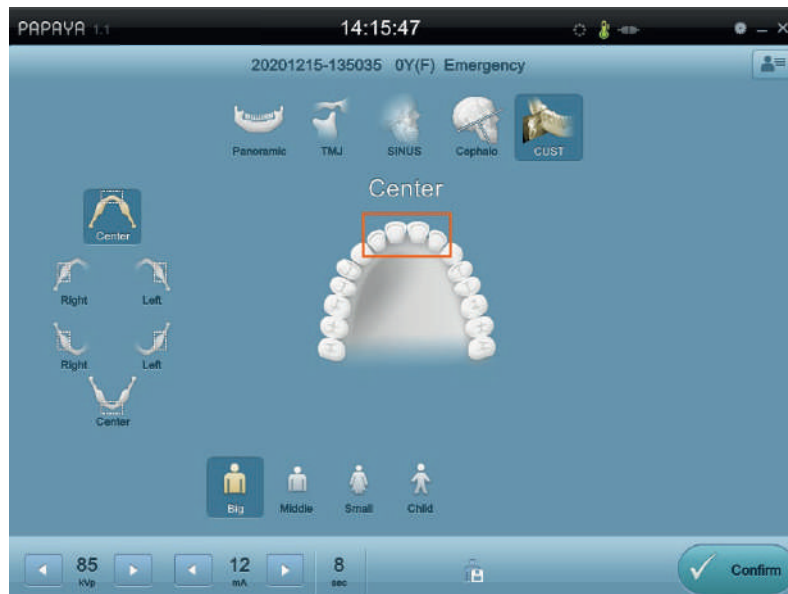 PAPAYA 1.1 14:15:47
20201215-135035 0Y(F) Emergency
Panoramic TMJ SINUS Cephalo CUST
Center
Center
Right Left
Right Left
Center
Big Middle Small Child
85 12 8
kVp mA sec
Confirm